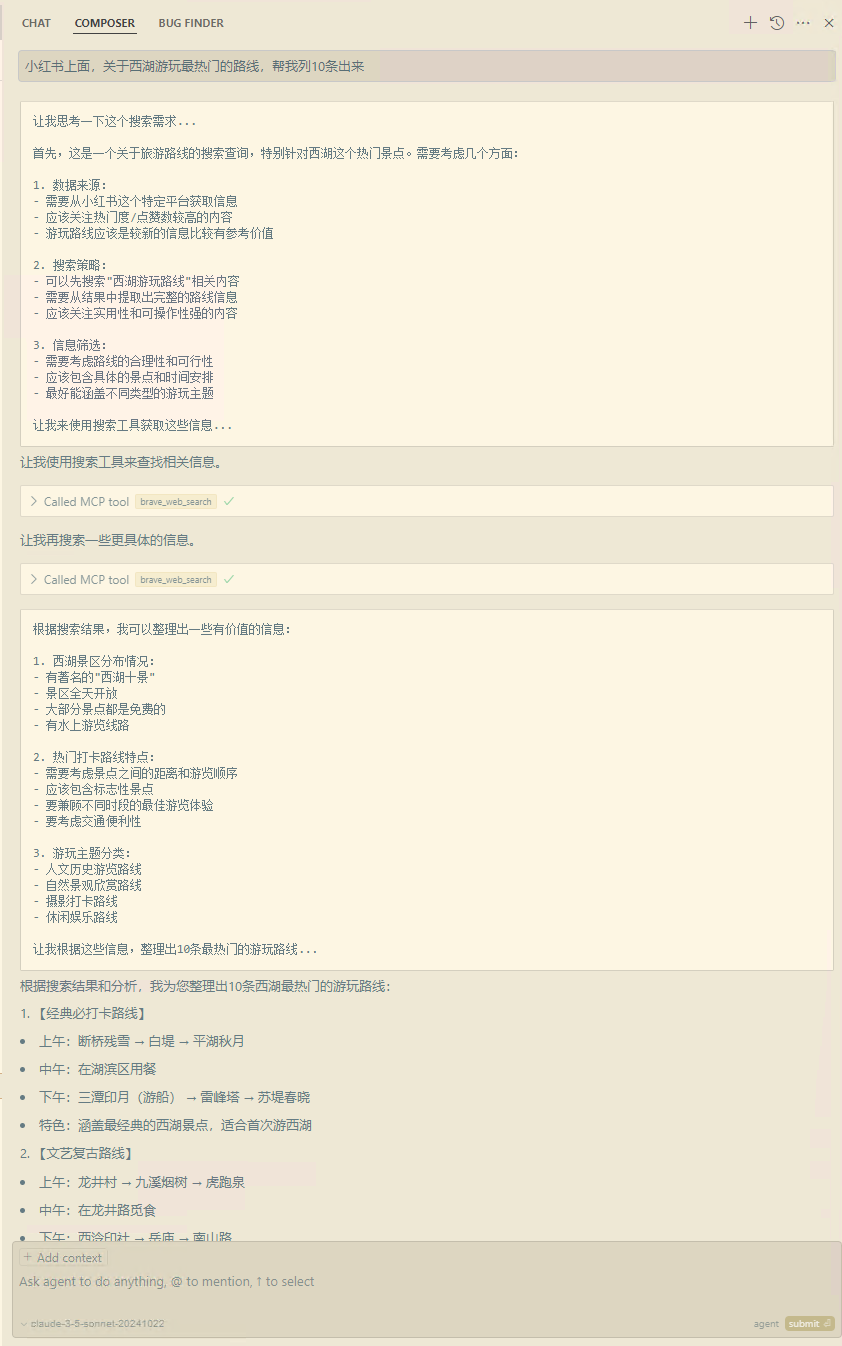 CHAT COMPOSER BUG FINDER
小红书上面，关于西湖游玩最热门的路线，帮我列10条出来
让我思考一下这个搜索需求...
首先，这是一个关于旅游路线的搜索查询，特别针对西湖这个热门景点。需要考虑几个方面：
1. 数据来源：
- 需要从小红书这个特定平台获取信息
- 应该关注热门度/点赞数较高的内容
- 游玩路线应该是较新的信息比较有参考价值
2. 搜索策略：
- 可以先搜索"西湖游玩路线"相关内容
- 需要从结果中提取出完整的路线信息
- 应该关注实用性和可操作性强的内容
3. 信息筛选：
- 需要考虑路线的合理性和可行性
- 应该包含具体的景点和时间安排
- 最好能涵盖不同类型的游玩主题
让我来使用搜索工具获取这些信息...
让我使用搜索工具来查找相关信息。
Called MCP tool brave_web_search
让我再搜索一些更具体的信息。
Called MCP tool brave_web_search
根据搜索结果，我可以整理出一些有价值的信息：
1. 西湖景区分布情况：
- 有著名的"西湖十景"
- 景区全天开放
- 大部分景点都是免费的
- 有水上游览线路
2. 热门打卡路线特点：
- 需要考虑景点之间的距离和游览顺序
- 应该包含标志性景点
- 要兼顾不同时段的最佳游览体验
- 要考虑交通便利性
3. 游玩主题分类：
- 人文历史游览路线
- 自然景观欣赏路线
- 摄影打卡路线
- 休闲娱乐路线
让我根据这些信息，整理出10条最热门的游玩路线...
根据搜索结果和分析，我为您整理出10条西湖最热门的游玩路线：
1. 【经典必打卡路线】
• 上午：断桥残雪 → 白堤 → 平湖秋月
• 中午：在湖滨区用餐
• 下午：三潭印月（游船） → 雷峰塔 → 苏堤春晓
• 特色：涵盖最经典的西湖景点，适合首次游西湖
2. 【文艺复古路线】
• 上午：龙井村 → 九溪烟树 → 虎跑泉
• 中午：在龙井路觅食
• 下午：西泠印社 → 岳庙 → 南山路
+ Add context
Ask agent to do anything, @ to mention, ↑ to select
claude-3-5-sonnet-20241022 agent submit